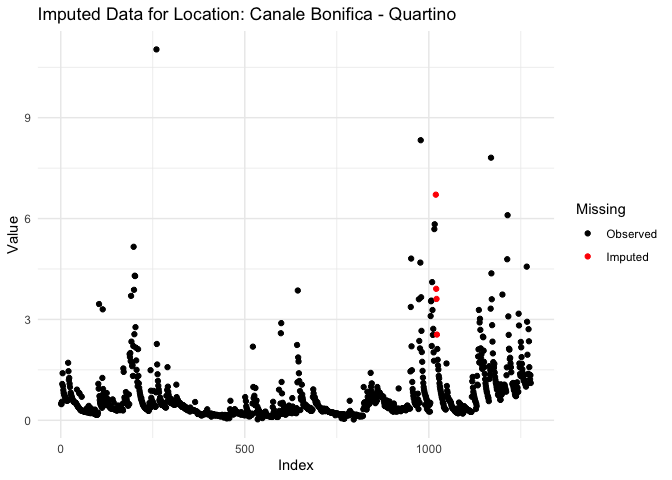 Imputed Data for Location: Canale Bonifica - Quartino
9
6
3
0
Value
0
500
1000
Index
Missing
Observed
Imputed